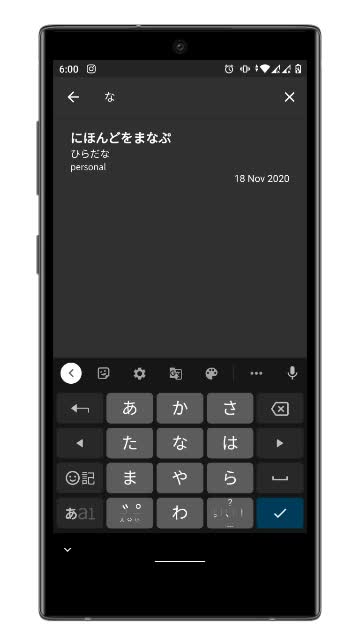 6:00
な
にほんどをまなぷ
ひらだな
personal
18 Nov 2020
あ か さ
た な は
記 ま や ら
あa1 わ